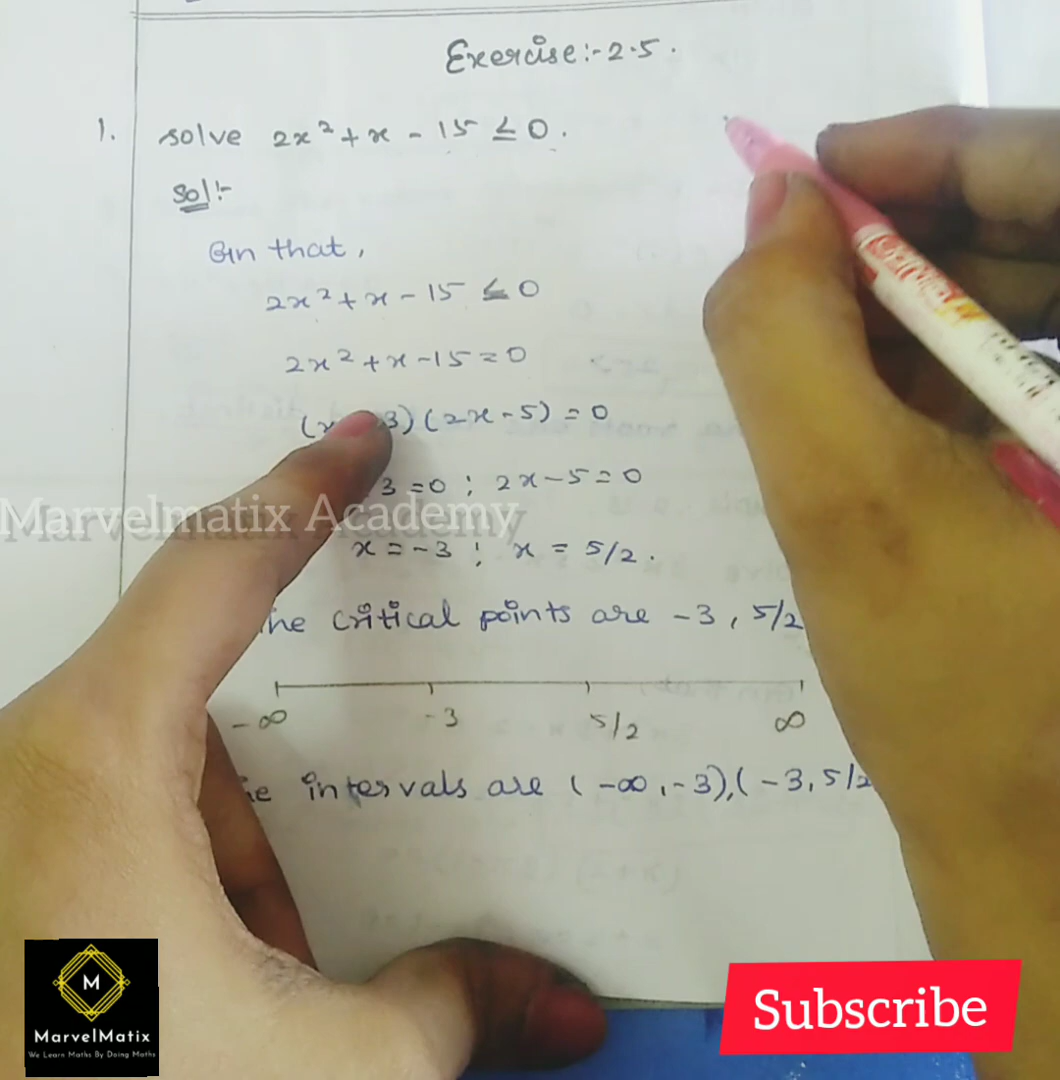 Exercise:- 2.5.
1. solve 2x² + x - 15 ≤ 0.
Sol:-
Gn that,
2x² + x - 15 ≤ 0
2x² + x - 15 = 0
3) (2x - 5) = 0
3 = 0 ; 2x - 5 = 0
Marvelmatix Academy
x = -3 ; x = 5/2.
critical points are -3, 5/2
-∞ -3 5/2 ∞
intervals are (-∞, -3), (-3, 5/2
M
MarvelMatix
We Learn Maths By Doing Maths
Subscribe